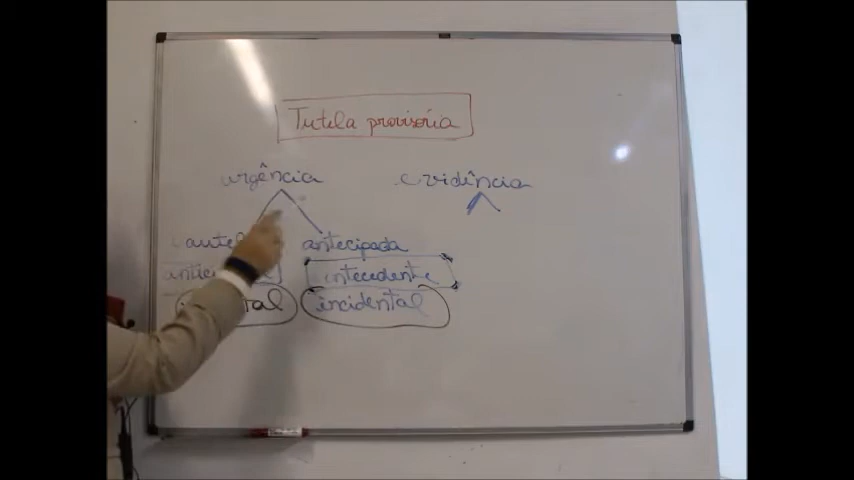 Tutela provisória
urgência evidência
antecipada
antecedente
incidental